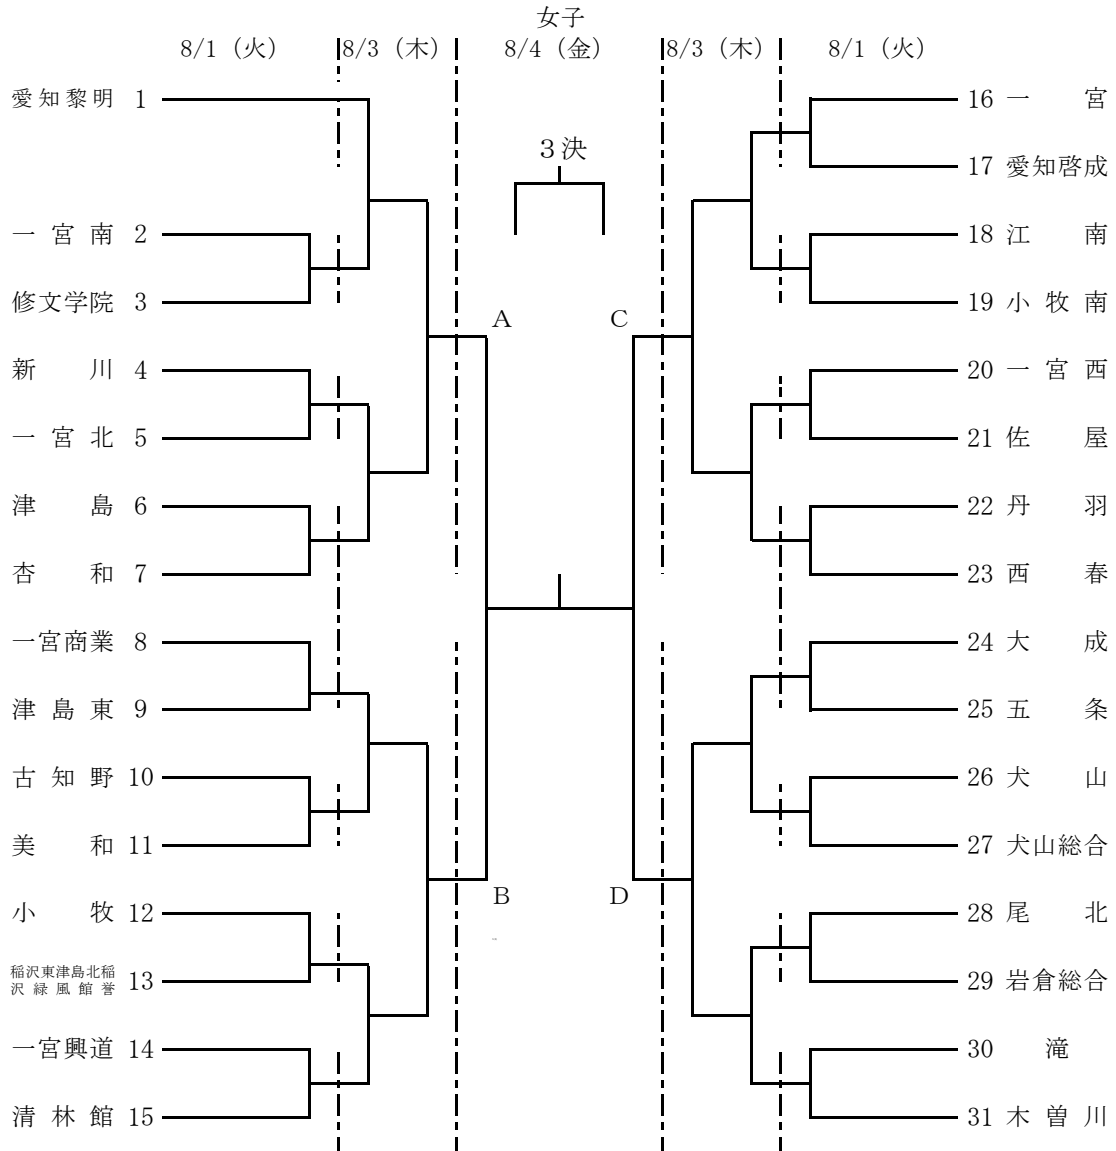 女子
8/1（火） 8/3（木） 8/4（金） 8/3（木） 8/1（火）
3決
愛知黎明 1
一宮南 2
修文学院 3
新川 4
一宮北 5
津島 6
杏和 7
一宮商業 8
津島東 9
古知野 10
美和 11
小牧 12
稲沢東津島北稲
沢緑風館誉 13
一宮興道 14
清林館 15
A
B
C
D
16 一宮
17 愛知啓成
18 江南
19 小牧南
20 一宮西
21 佐屋
22 丹羽
23 西春
24 大成
25 五条
26 犬山
27 犬山総合
28 尾北
29 岩倉総合
30 滝
31 木曽川